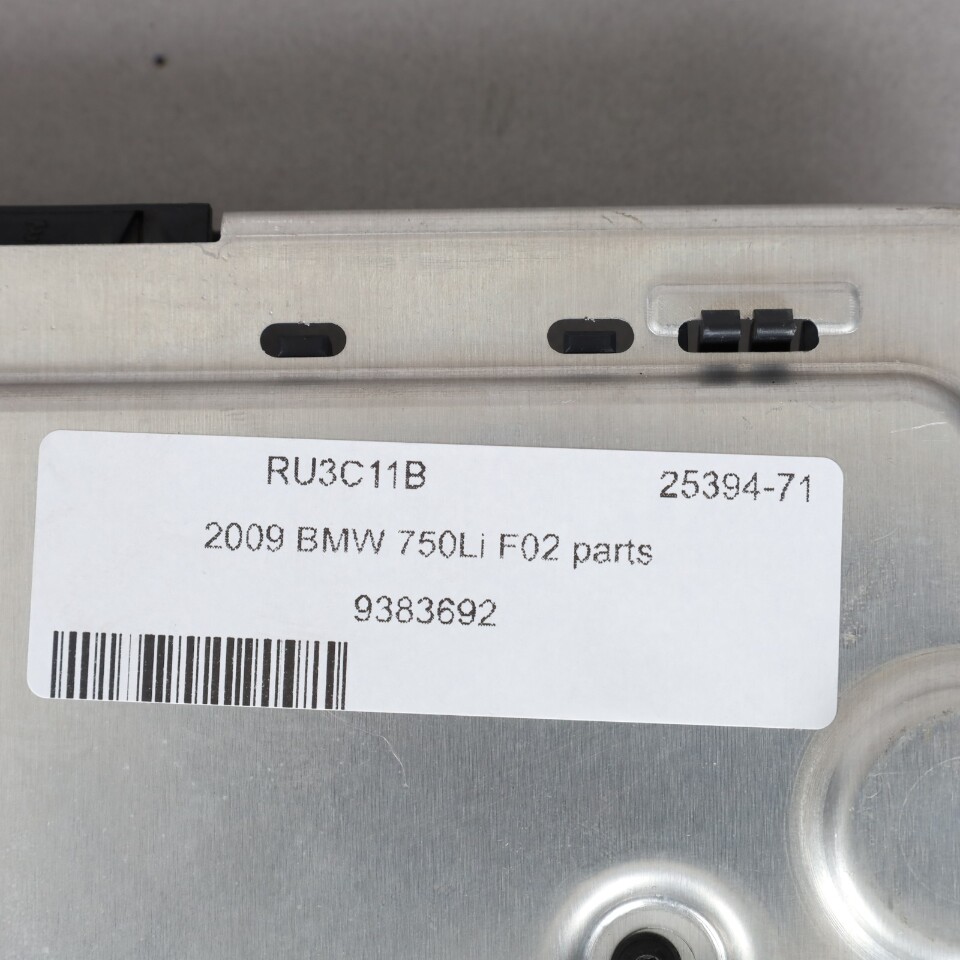 RU3C11B 25394-71
2009 BMW 750Li F02 parts
9383692